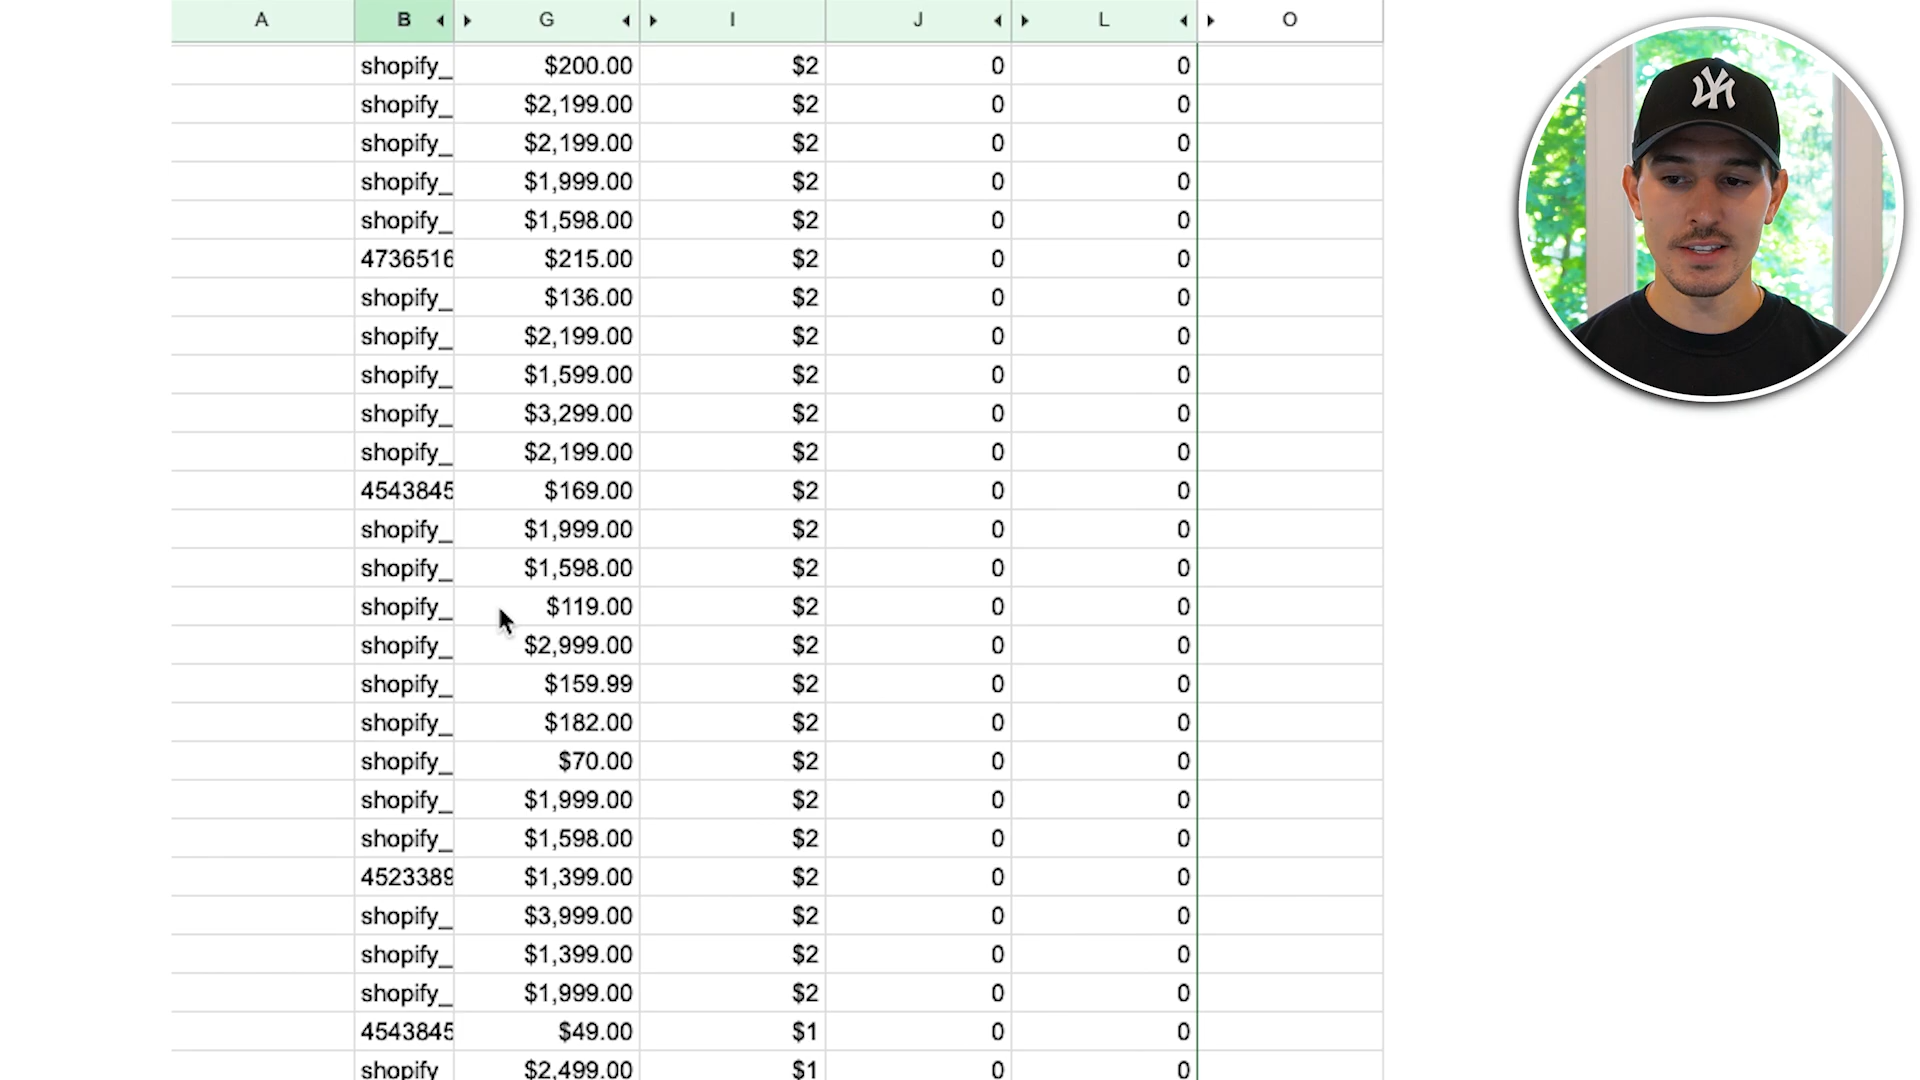 A B G I J L O
shopify_ $200.00 $2 0 0
shopify_ $2,199.00 $2 0 0
shopify_ $2,199.00 $2 0 0
shopify_ $1,999.00 $2 0 0
shopify_ $1,598.00 $2 0 0
4736516 $215.00 $2 0 0
shopify_ $136.00 $2 0 0
shopify_ $2,199.00 $2 0 0
shopify_ $1,599.00 $2 0 0
shopify_ $3,299.00 $2 0 0
shopify_ $2,199.00 $2 0 0
4543845 $169.00 $2 0 0
shopify_ $1,999.00 $2 0 0
shopify_ $1,598.00 $2 0 0
shopify_ $119.00 $2 0 0
shopify_ $2,999.00 $2 0 0
shopify_ $159.99 $2 0 0
shopify_ $182.00 $2 0 0
shopify_ $70.00 $2 0 0
shopify_ $1,999.00 $2 0 0
shopify_ $1,598.00 $2 0 0
4523389 $1,399.00 $2 0 0
shopify_ $3,999.00 $2 0 0
shopify_ $1,399.00 $2 0 0
shopify_ $1,999.00 $2 0 0
4543845 $49.00 $1 0 0
shopify_ $2,499.00 $1 0 0
NY